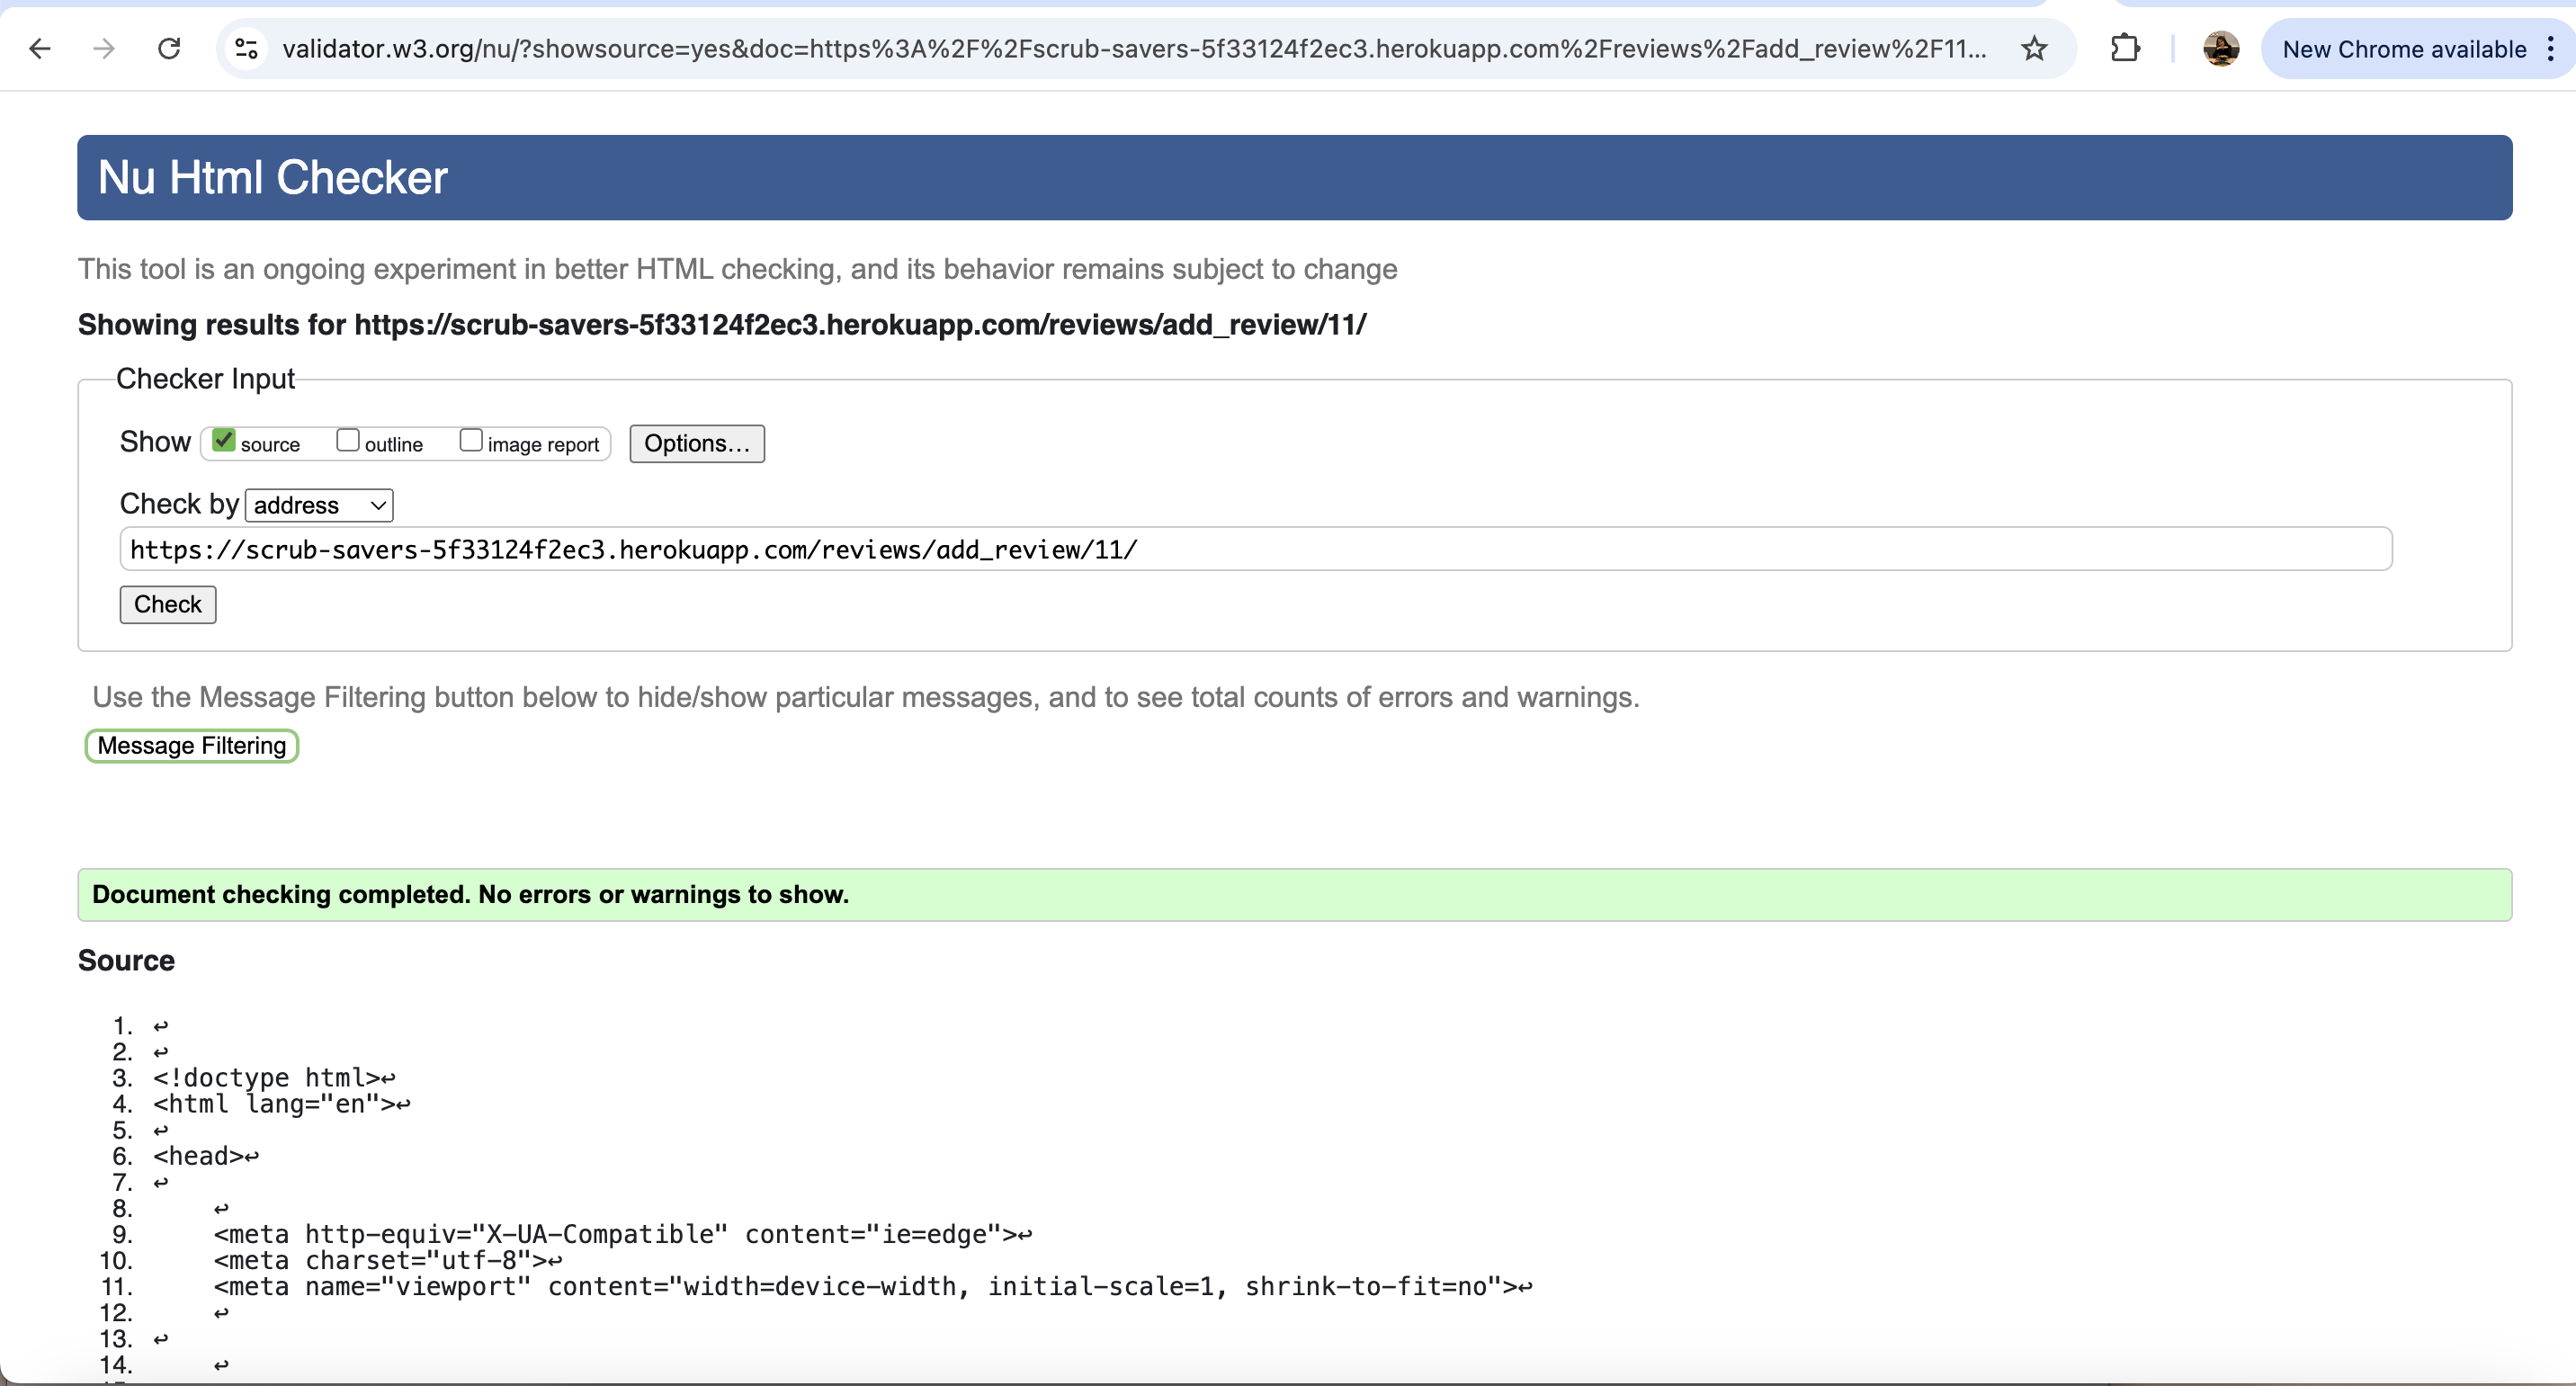 validator.w3.org/nu/?showsource=yes&doc=https%3A%2F%2Fscrub-savers-5f33124f2ec3.herokuapp.com%2Freviews%2Fadd_review%2F11...
New Chrome available
Nu Html Checker
This tool is an ongoing experiment in better HTML checking, and its behavior remains subject to change
Showing results for https://scrub-savers-5f33124f2ec3.herokuapp.com/reviews/add_review/11/
Checker Input
Show source outline image report Options...
Check by address
https://scrub-savers-5f33124f2ec3.herokuapp.com/reviews/add_review/11/
Check
Use the Message Filtering button below to hide/show particular messages, and to see total counts of errors and warnings.
Message Filtering
Document checking completed. No errors or warnings to show.
Source
1. ↩
2. ↩
3. <!doctype html>↩
4. <html lang="en">↩
5. ↩
6. <head>↩
7. ↩
8. ↩
9. <meta http-equiv="X-UA-Compatible" content="ie=edge">↩
10. <meta charset="utf-8">↩
11. <meta name="viewport" content="width=device-width, initial-scale=1, shrink-to-fit=no">↩
12. ↩
13. ↩
14. ↩